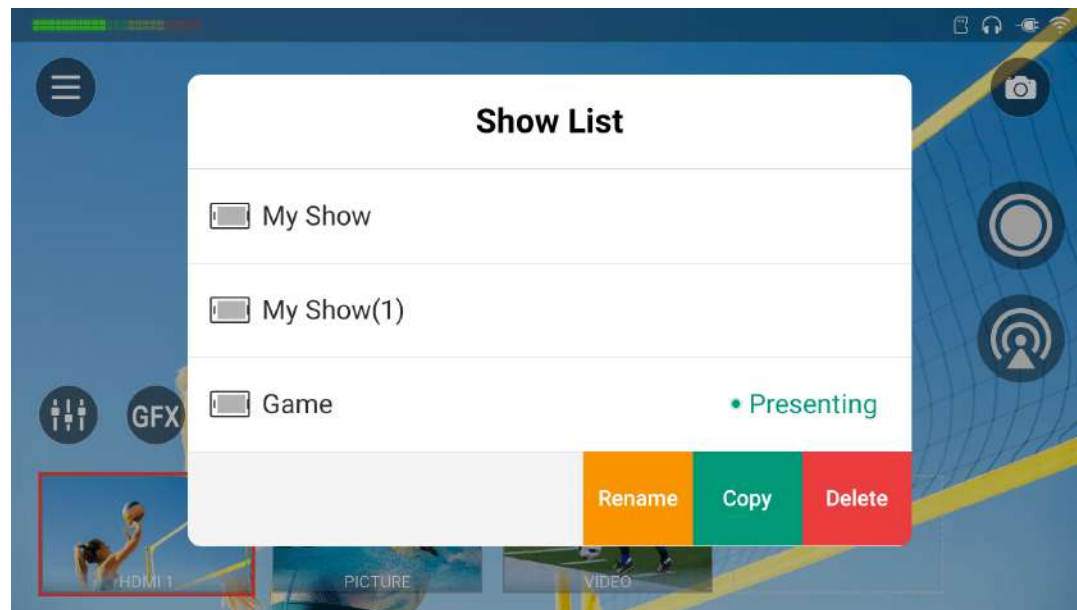 Show List
My Show
My Show(1)
Game
• Presenting
GFX
Rename
Copy
Delete
HDMI 1
PICTURE
VIDEO